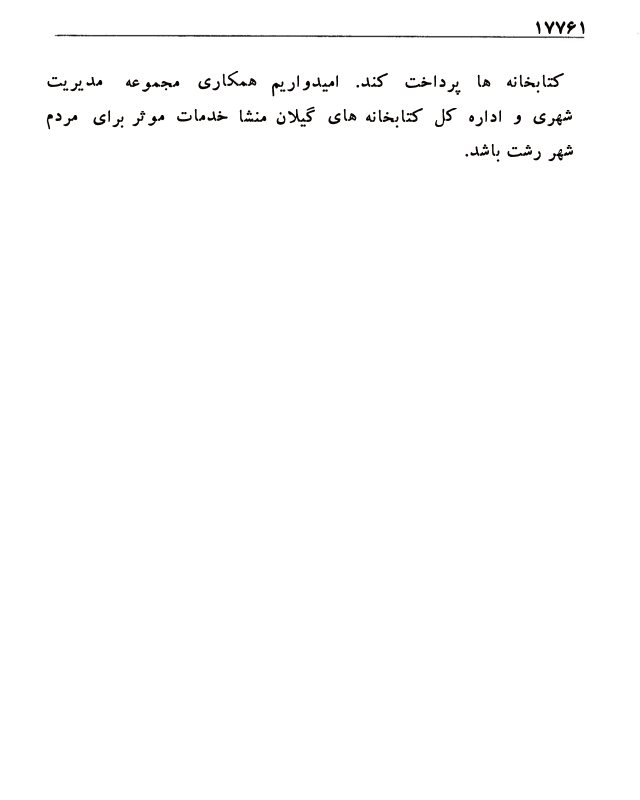 ۱۷۷۶۱
کتابخانه ها پرداخت کند. امیدواریم همکاری مجموعه مدیریت
شهری و اداره کل کتابخانه های گیلان منشا خدمات موثر برای مردم
شهر رشت باشد.